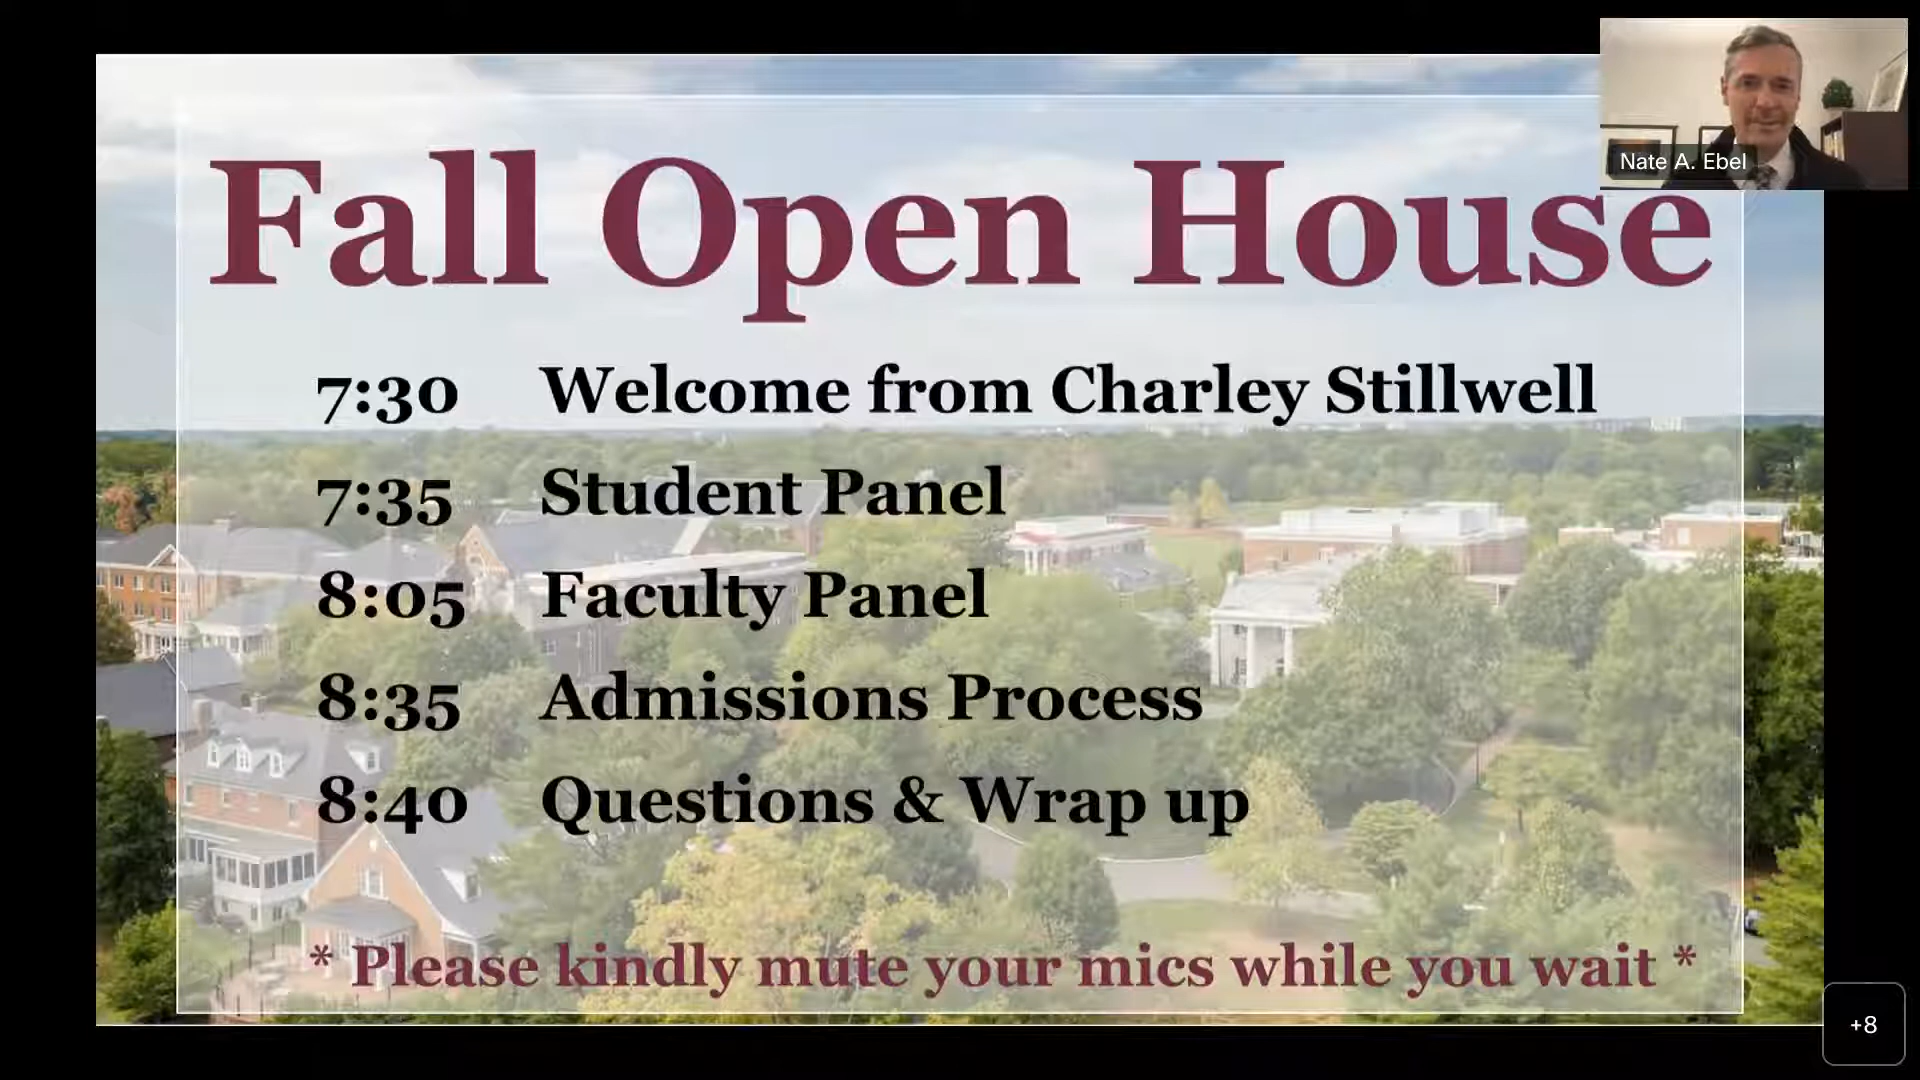 Fall Open House
Nate A. Ebel
7:30 Welcome from Charley Stillwell
7:35 Student Panel
8:05 Faculty Panel
8:35 Admissions Process
8:40 Questions & Wrap up
* Please kindly mute your mics while you wait *
+8